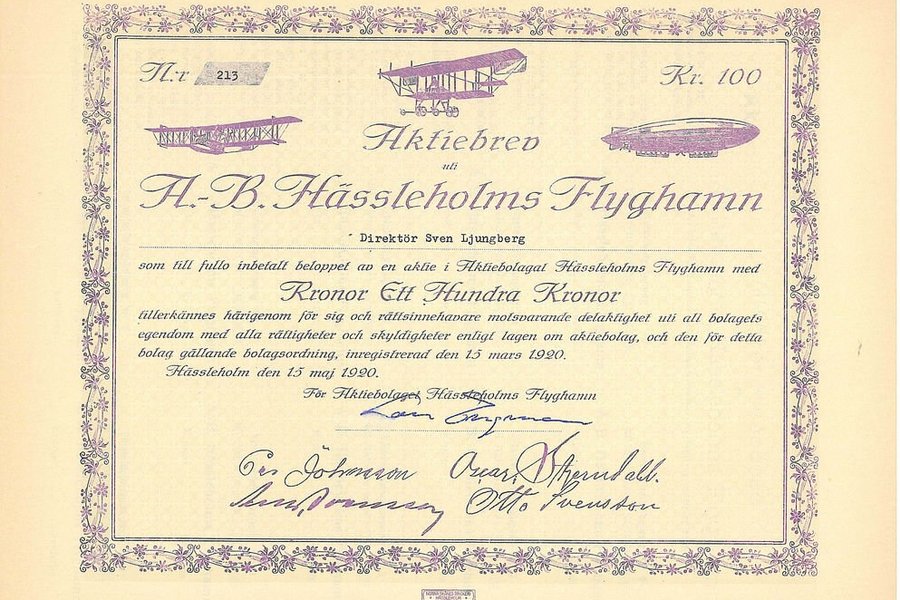 N:r 213
Kr. 100
Aktiebrev
uti
A.-B. Hässleholms Flyghamn
Direktör Sven Ljungberg
som till fullo inbetalt beloppet av en aktie i Aktiebolaget Hässleholms Flyghamn med
Kronor Ett Hundra Kronor
tillerkännes härigenom för sig och rättsinnehavare motsvarande delaktighet uti all bolagets
egendom med alla rättigheter och skyldigheter enligt lagen om aktiebolag, och den för detta
bolag gällande bolagsordning, inregistrerad den 15 mars 1920.
Hässleholm den 15 maj 1920.
För Aktiebolaget Hässleholms Flyghamn
Per Johnsson Oscar
Otto Svensson